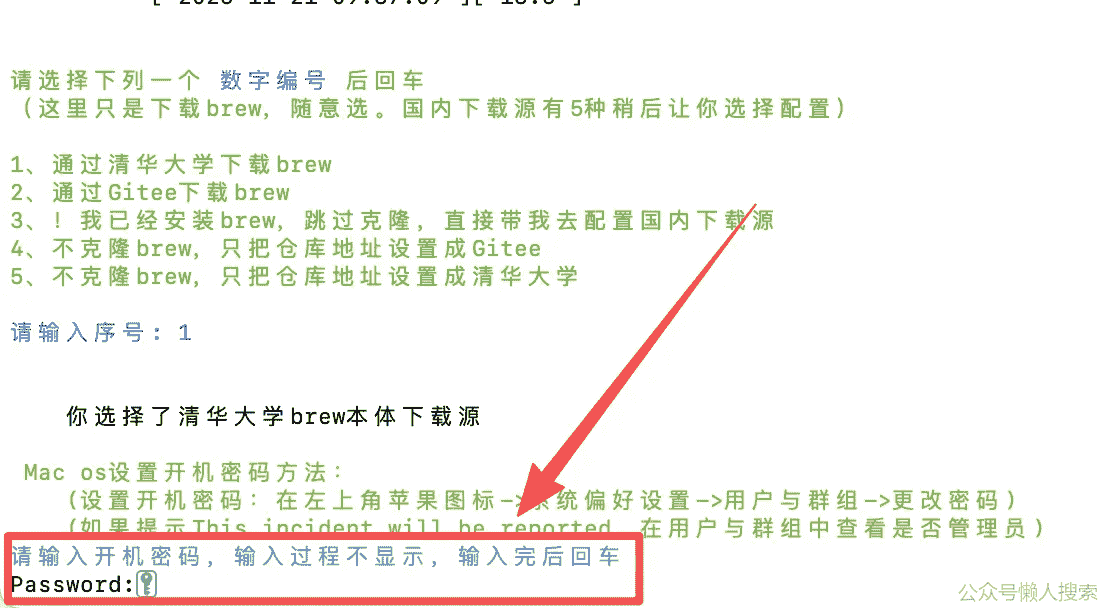 请选择下列一个 数字编号 后回车
(这里只是下载brew, 随意选。国内下载源有5种稍后让你选择配置)
1、通过清华大学下载brew
2、通过Gitee下载brew
3、! 我已经安装brew, 跳过克隆, 直接带我去配置国内下载源
4、不克隆brew, 只把仓库地址设置成Gitee
5、不克隆brew, 只把仓库地址设置成清华大学
请输入序号: 1
你选择了清华大学brew本体下载源
Mac os设置开机密码方法:
(设置开机密码: 在左上角苹果图标->系统偏好设置->用户与群组->更改密码)
(如果提示This incident will be reported 在用户与群组中查看是否管理员)
请输入开机密码, 输入过程不显示, 输入完后回车
Password:
公众号懒人搜索